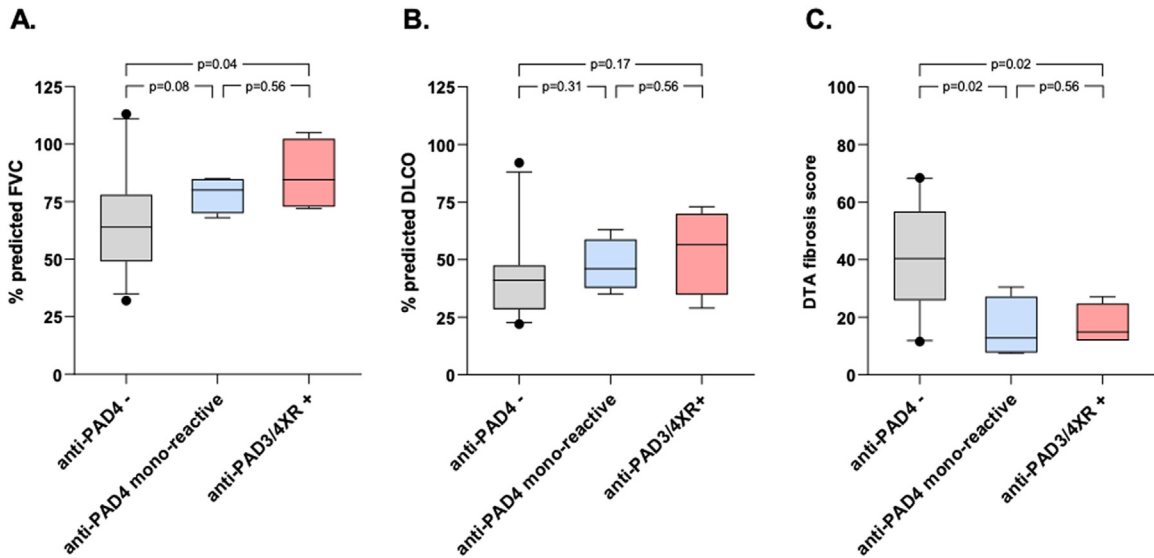 A.
p=0.04
p=0.08
p=0.56
125
100
75
50
25
0
% predicted FVC
anti-PAD4 -
anti-PAD4 mono-reactive
anti-PAD3/4XR +
B.
p=0.17
p=0.31
p=0.56
125
100
75
50
25
0
% predicted DLCO
anti-PAD4 -
anti-PAD4 mono-reactive
anti-PAD3/4XR+
C.
p=0.02
p=0.02
p=0.56
100
80
60
40
20
0
DTA fibrosis score
anti-PAD4 -
anti-PAD4 mono-reactive
anti-PAD3/4XR +